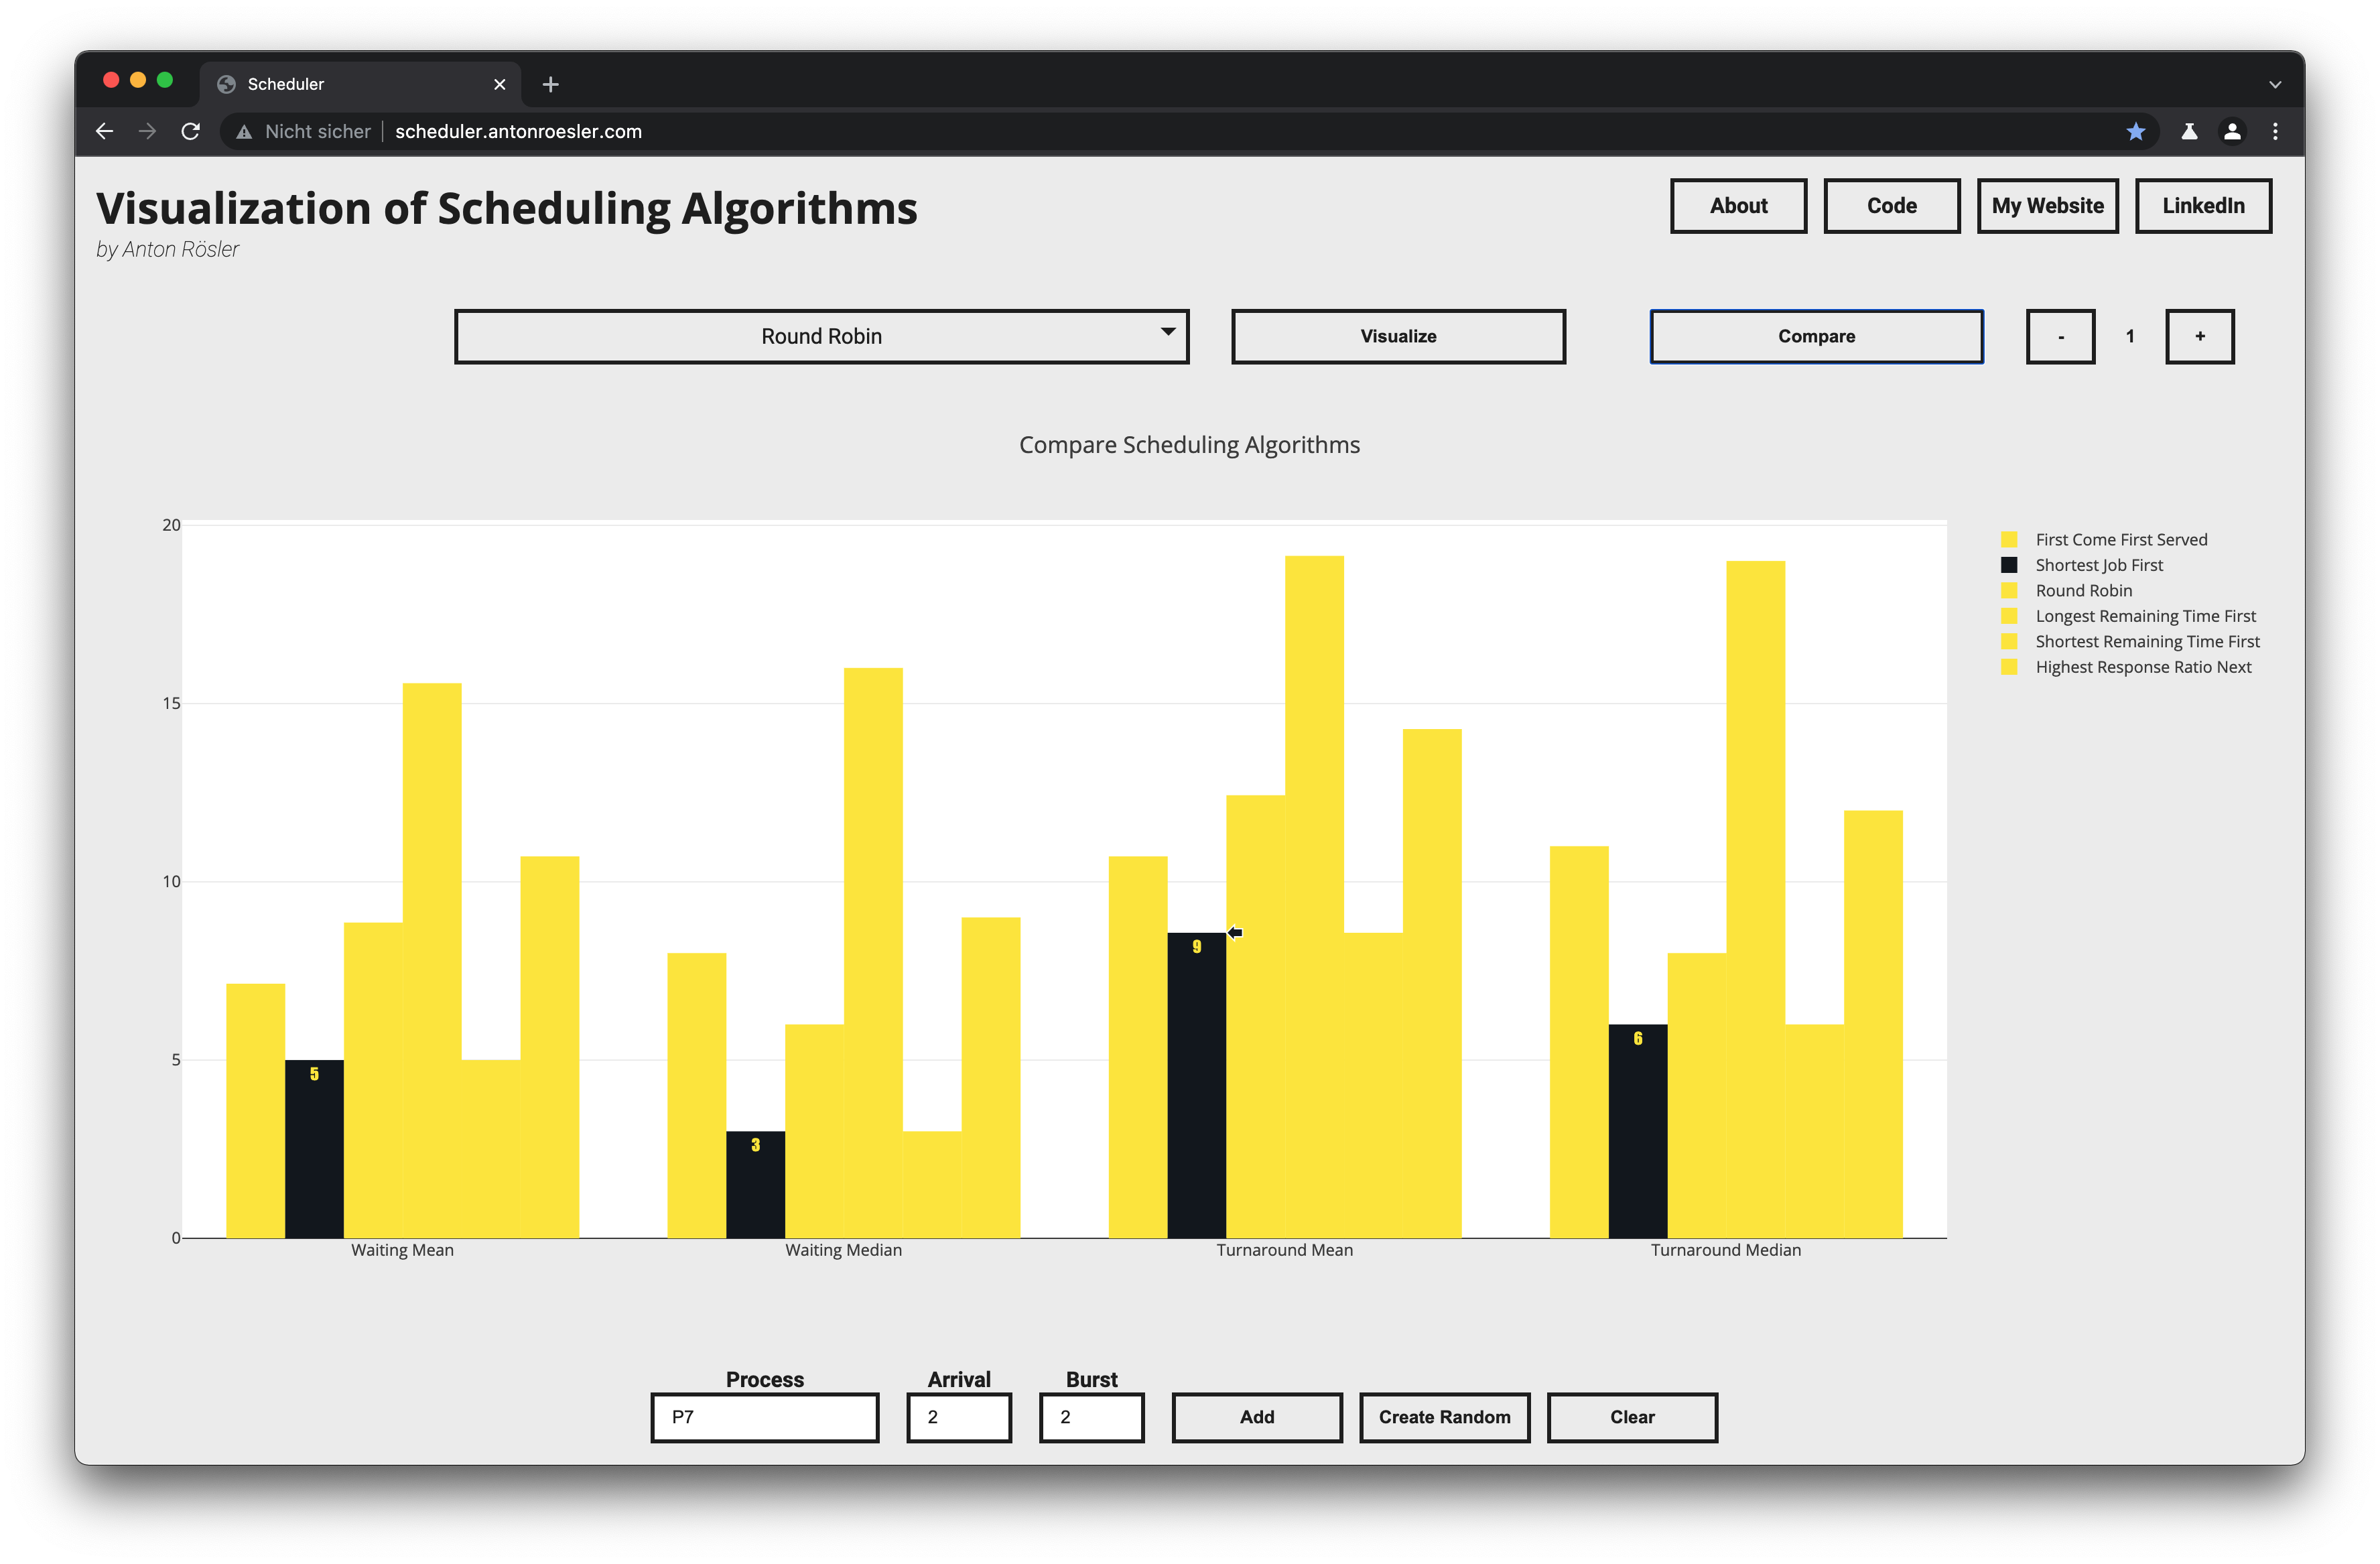 Scheduler
Nicht sicher scheduler.antonroesler.com
Visualization of Scheduling Algorithms
by Anton Rösler
About
Code
My Website
LinkedIn
Round Robin
Visualize
Compare
- 1 +
Compare Scheduling Algorithms
20
15
10
5
0
5
3
9
6
Waiting Mean
Waiting Median
Turnaround Mean
Turnaround Median
First Come First Served
Shortest Job First
Round Robin
Longest Remaining Time First
Shortest Remaining Time First
Highest Response Ratio Next
Process
Arrival
Burst
P7
2
2
Add
Create Random
Clear